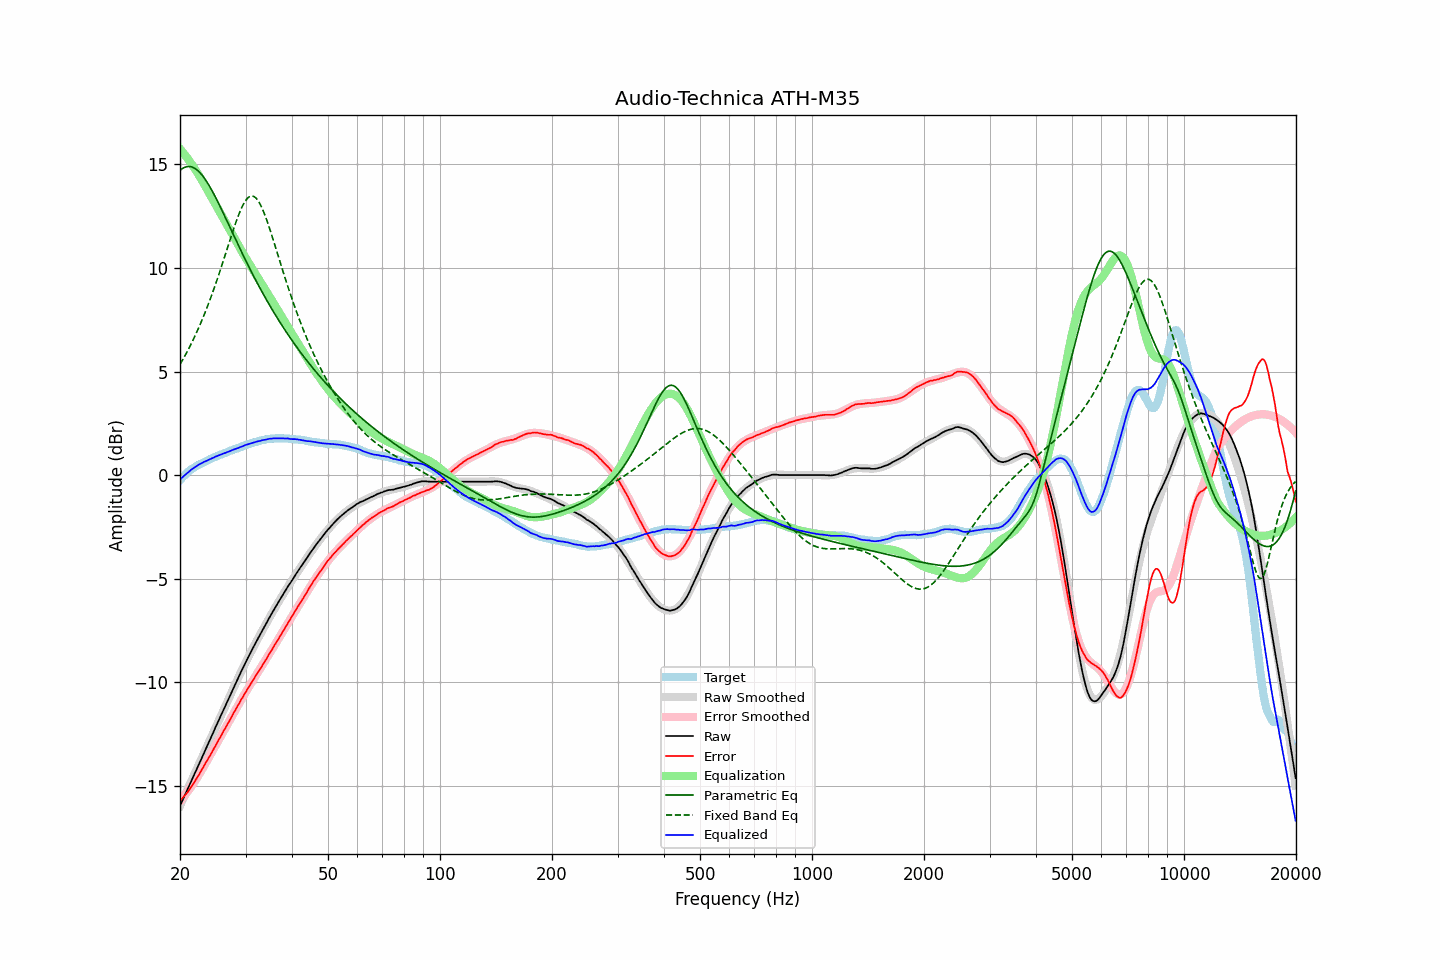 Audio-Technica ATH-M35
15
10
5
0
−5
−10
−15
Amplitude (dBr)
Target
Raw Smoothed
Error Smoothed
Raw
Error
Equalization
Parametric Eq
Fixed Band Eq
Equalized
20 50 100 200 500 1000 2000 5000 10000 20000
Frequency (Hz)